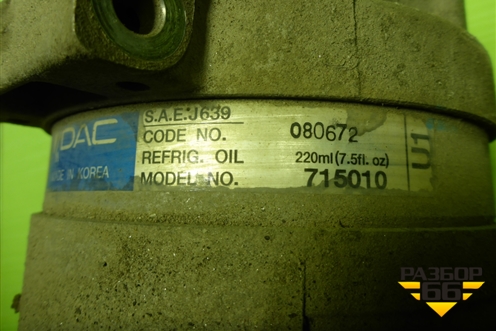 DAC
MADE IN KOREA
S.A.E.J639
CODE NO. 080672
REFRIG. OIL 220ml(7.5fl.oz)
MODEL NO. 715010
U1
РАЗБОР
66